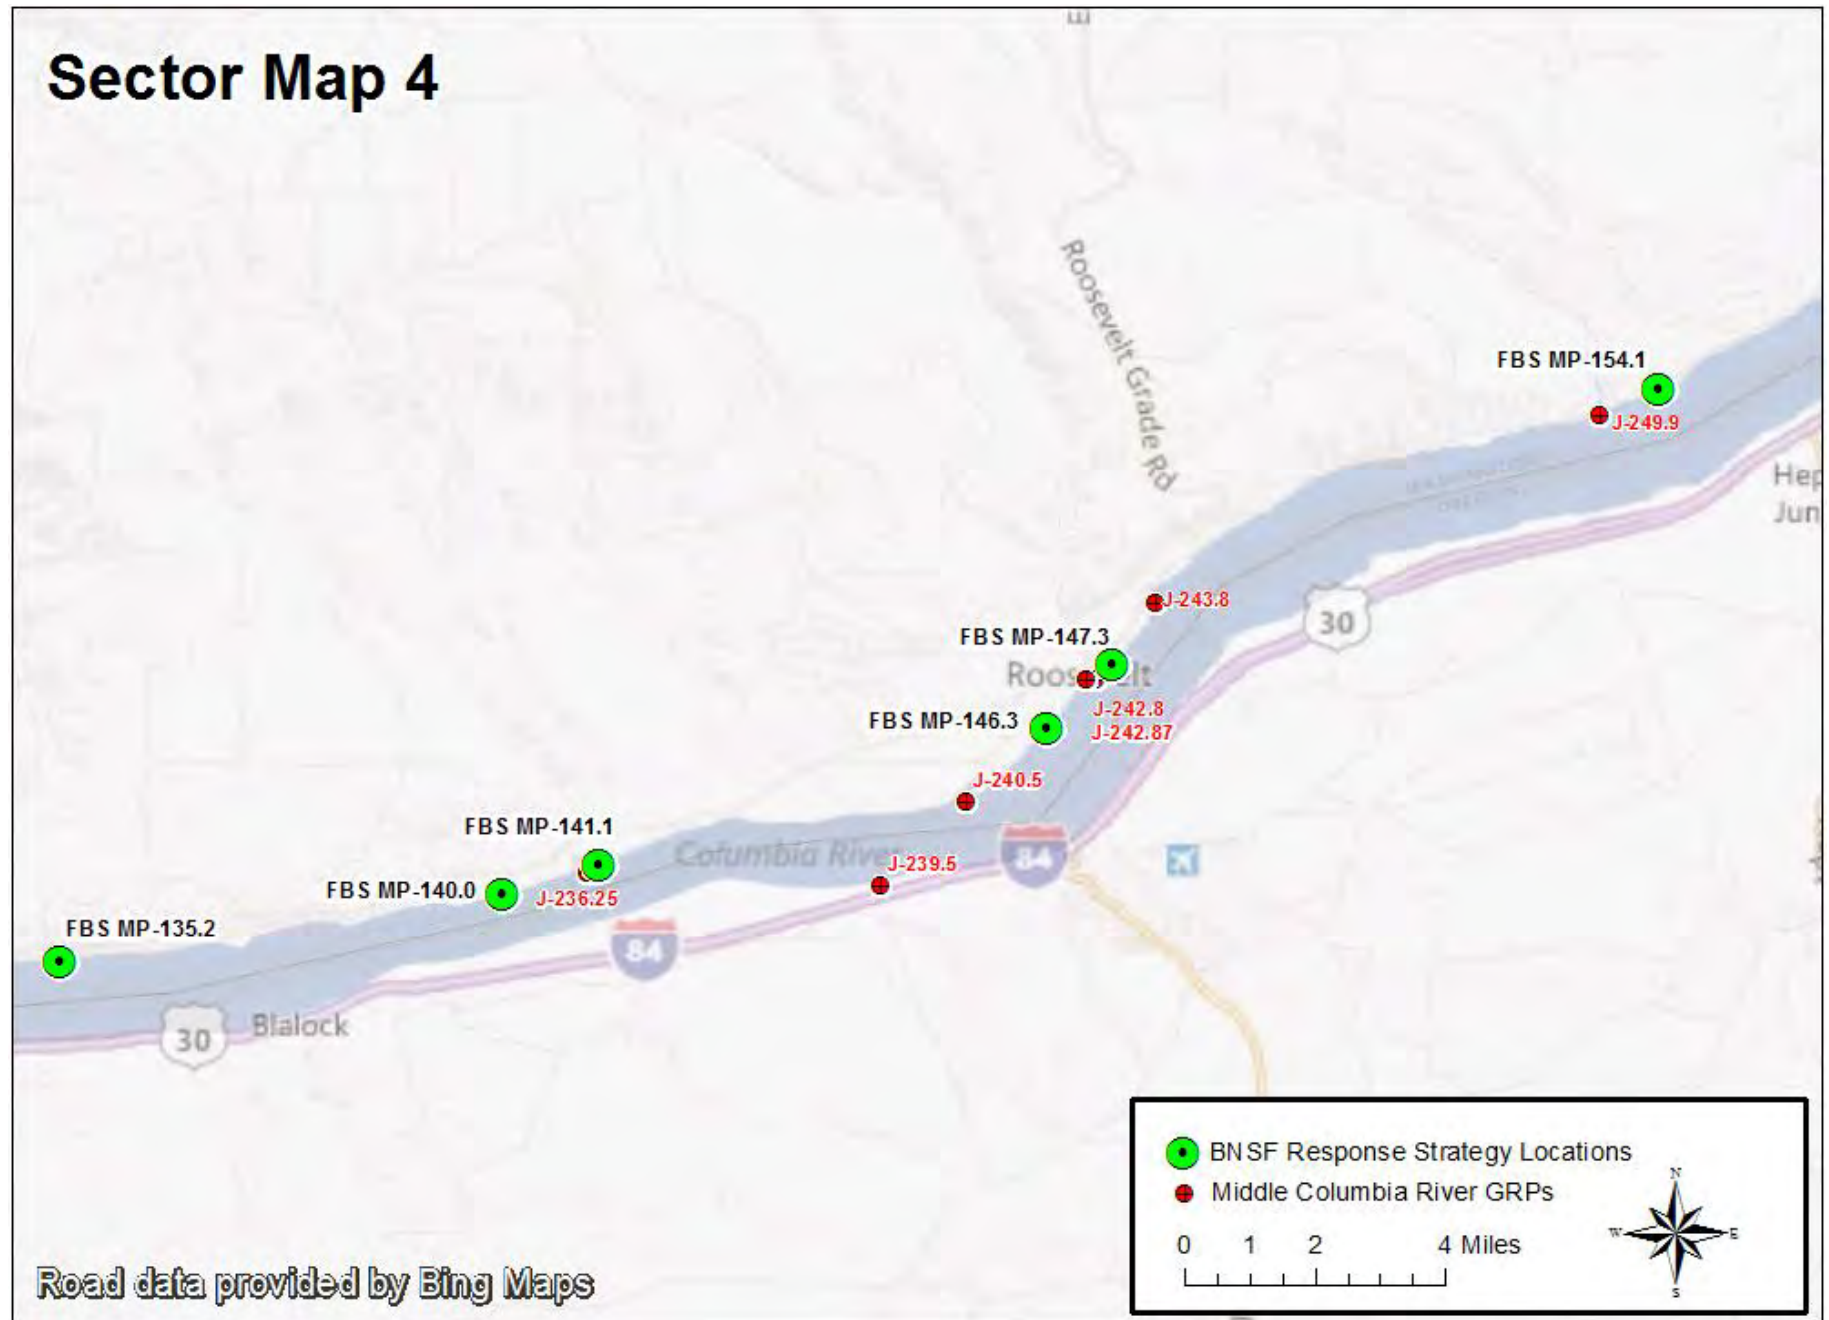 Sector Map 4
Roosevelt Grade Rd
FBS MP-154.1
J-249.9
Hep
Jun
30
J-243.8
FBS MP-147.3
J-242.8
J-242.87
FBS MP-146.3
J-240.5
FBS MP-141.1
Columbia River
84
J-239.5
FBS MP-140.0
J-236.25
FBS MP-135.2
84
Blalock
30
BNSF Response Strategy Locations
Middle Columbia River GRPs
N
W
E
S
0 1 2 4 Miles
Road data provided by Bing Maps